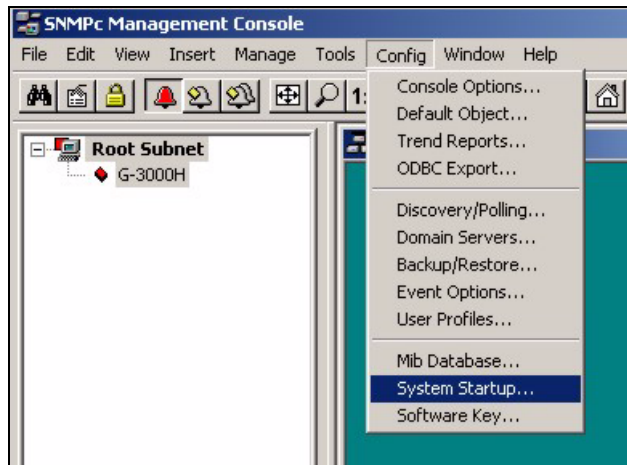 SNMPc Management Console
File Edit View Insert Manage Tools Config Window Help
1:
Root Subnet
G-3000H
Console Options...
Default Object...
Trend Reports...
ODBC Export...
Discovery/Polling...
Domain Servers...
Backup/Restore...
Event Options...
User Profiles...
Mib Database...
System Startup...
Software Key...